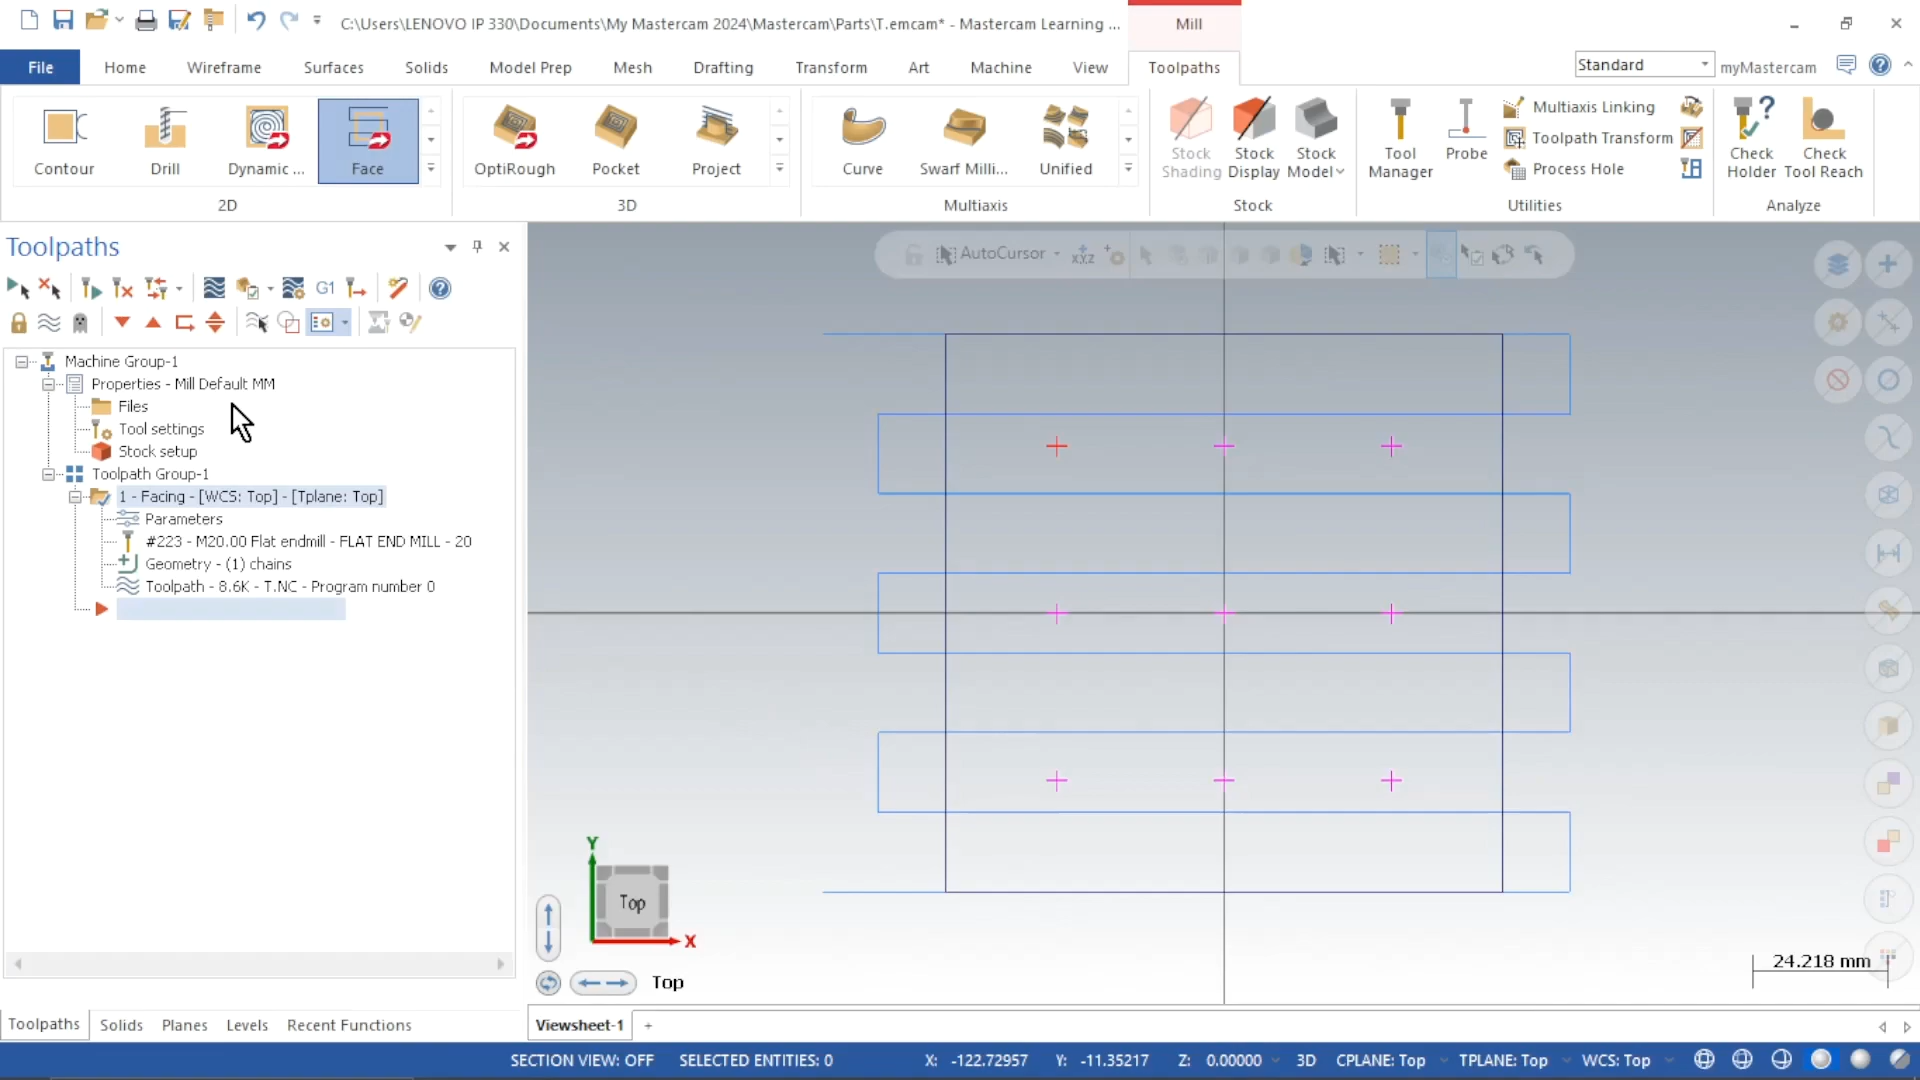 C:\Users\LENOVO IP 330\Documents\My Mastercam 2024\Mastercam\Parts\T.emcam* - Mastercam Learning ...
Mill
File
Home
Wireframe
Surfaces
Solids
Model Prep
Mesh
Drafting
Transform
Art
Machine
View
Toolpaths
Standard
myMastercam
Contour
Drill
Dynamic ...
Face
OptiRough
Pocket
Project
Curve
Swarf Milli...
Unified
Stock Shading
Stock Display
Stock Model
Tool Manager
Probe
Multiaxis Linking
Toolpath Transform
Process Hole
Check Holder
Check Tool Reach
2D
3D
Multiaxis
Stock
Utilities
Analyze
Toolpaths
AutoCursor
xyz
G1
Machine Group-1
Properties - Mill Default MM
Files
Tool settings
Stock setup
Toolpath Group-1
1 - Facing - [WCS: Top] - [Tplane: Top]
Parameters
#223 - M20.00 Flat endmill - FLAT END MILL - 20
Geometry - (1) chains
Toolpath - 8.6K - T.NC - Program number 0
Y
Top
X
Top
24.218 mm
Toolpaths
Solids
Planes
Levels
Recent Functions
Viewsheet-1
+
SECTION VIEW: OFF
SELECTED ENTITIES: 0
X: -122.72957
Y: -11.35217
Z: 0.00000
3D
CPLANE: Top
TPLANE: Top
WCS: Top